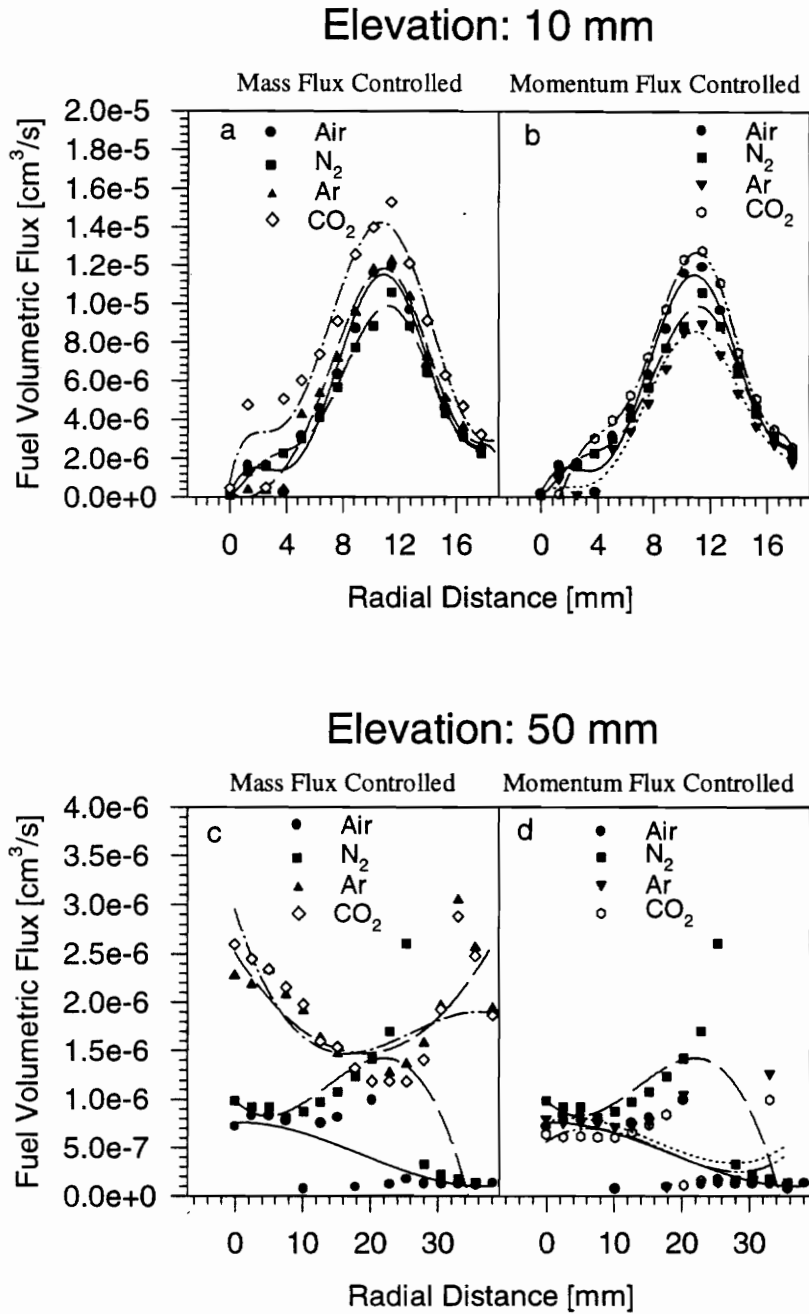 Elevation: 10 mm
Mass Flux Controlled
Momentum Flux Controlled
Fuel Volumetric Flux [cm³/s]
2.0e-5
1.8e-5
1.6e-5
1.4e-5
1.2e-5
1.0e-5
8.0e-6
6.0e-6
4.0e-6
2.0e-6
0.0e+0
a
Air
N₂
Ar
CO₂
b
Air
N₂
Ar
CO₂
0 4 8 12 16
0 4 8 12 16
Radial Distance [mm]
Elevation: 50 mm
Mass Flux Controlled
Momentum Flux Controlled
Fuel Volumetric Flux [cm³/s]
4.0e-6
3.5e-6
3.0e-6
2.5e-6
2.0e-6
1.5e-6
1.0e-6
5.0e-7
0.0e+0
c
Air
N₂
Ar
CO₂
d
Air
N₂
Ar
CO₂
0 10 20 30
0 10 20 30
Radial Distance [mm]